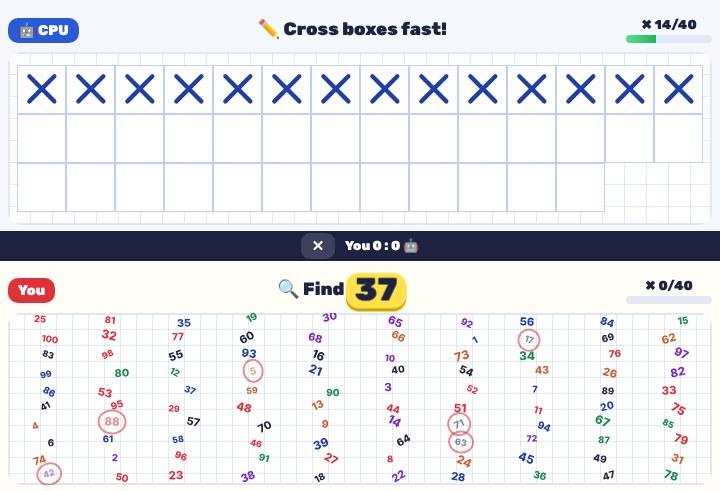 🤖 CPU
✏️ Cross boxes fast!
✖ 14/40
✕
You 0 : 0 🤖
You
🔍 Find 37
✖ 0/40
25 81 35 19 30 65 92 56 84 15
100 32 77 60 68 66 1 17 69 62
83 98 55 93 16 10 73 34 76 97
99 80 12 5 21 40 54 43 26 82
86 53 37 59 90 3 52 7 89 33
41 95 29 48 13 44 51 11 20 75
4 88 57 70 9 14 71 94 67 85
6 61 58 46 39 64 63 72 87 79
74 2 96 91 27 8 24 45 49 31
42 50 23 38 18 22 28 36 47 78